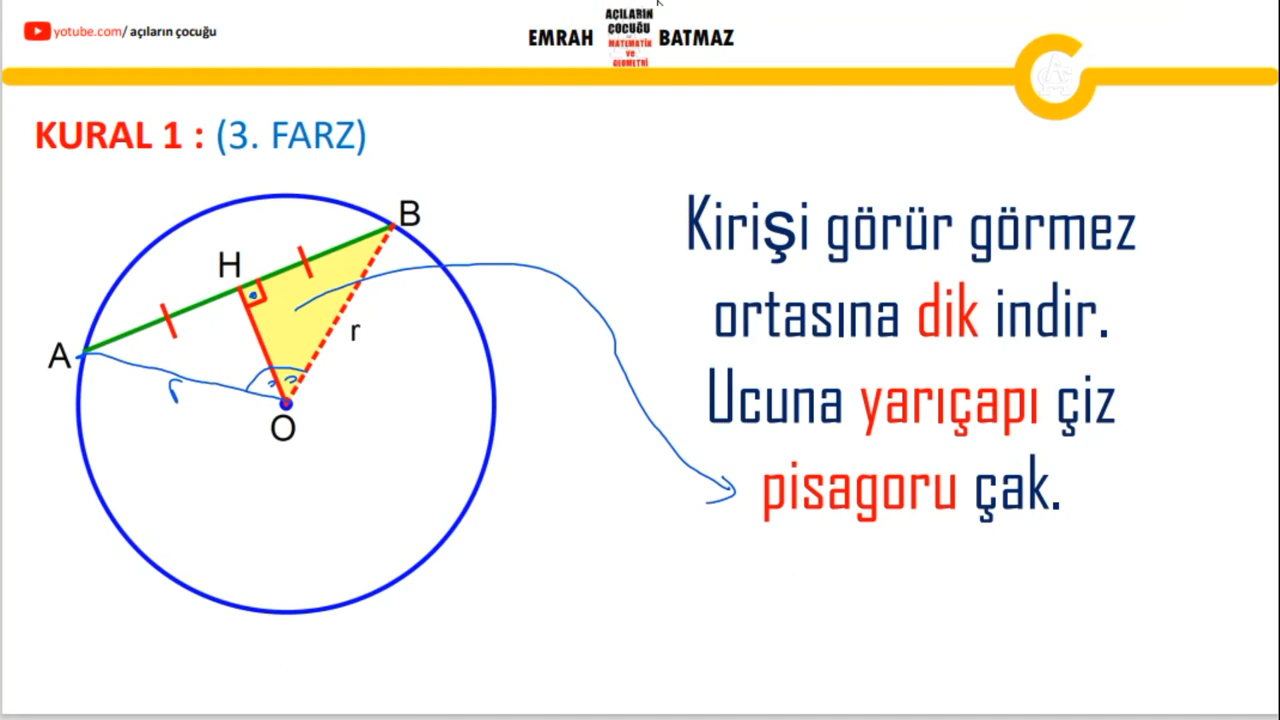 yotube.com/ açıların çocuğu
EMRAH
AÇILARIN
ÇOCUĞU
MATEMATİK
ve
GEOMETRİ
BATMAZ
KURAL 1 : (3. FARZ)
B
H
A
r
r
O
Kirişi görür görmez
ortasına dik indir.
Ucuna yarıçapı çiz
pisagoru çak.